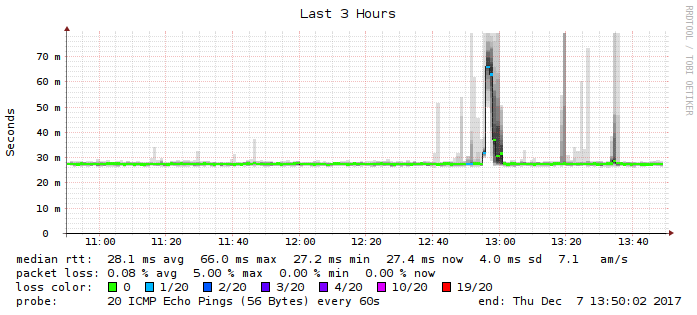 Last 3 Hours
RRDTOOL / TOBI OETIKER
Seconds
70 m
60 m
50 m
40 m
30 m
20 m
10 m
0
11:00 11:20 11:40 12:00 12:20 12:40 13:00 13:20 13:40
median rtt: 28.1 ms avg 66.0 ms max 27.2 ms min 27.4 ms now 4.0 ms sd 7.1 am/s
packet loss: 0.08 % avg 5.00 % max 0.00 % min 0.00 % now
loss color: 0 1/20 2/20 3/20 4/20 10/20 19/20
probe: 20 ICMP Echo Pings (56 Bytes) every 60s end: Thu Dec 7 13:50:02 2017